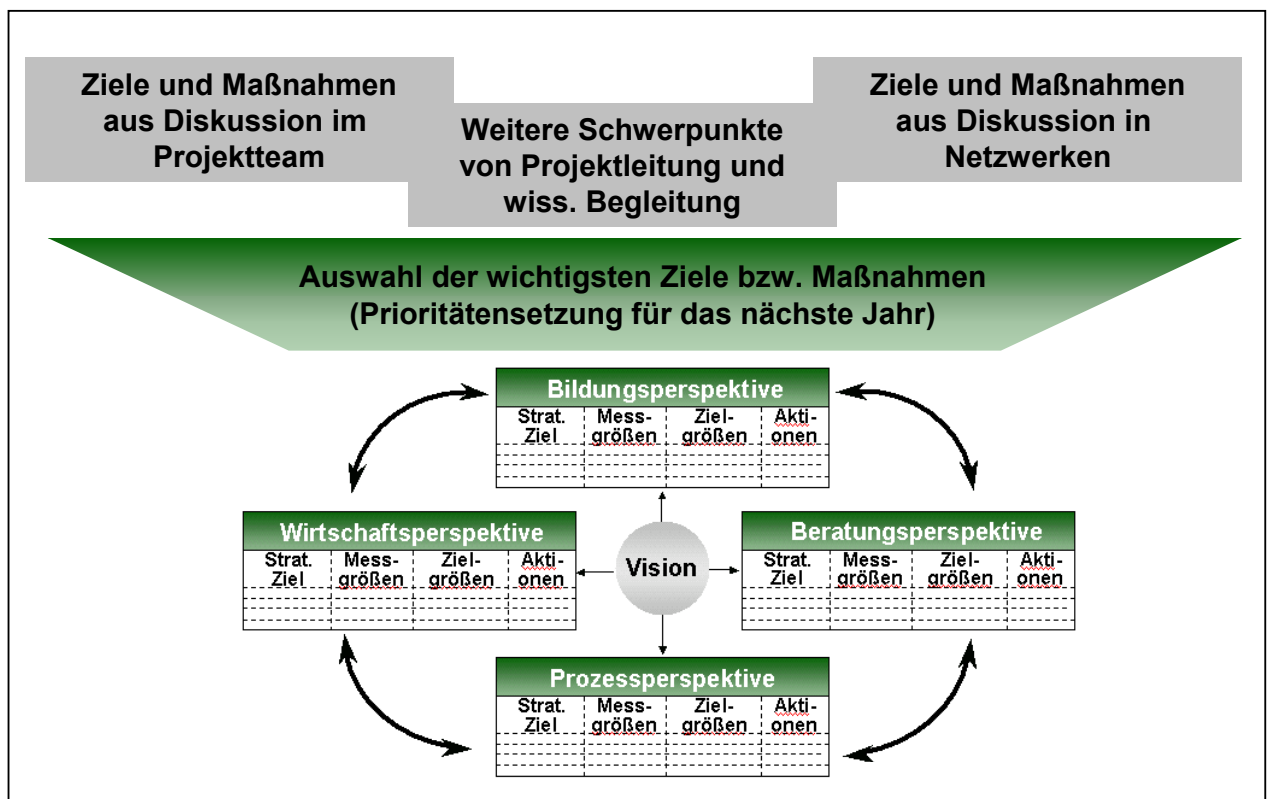 Ziele und Maßnahmen
aus Diskussion im
Projektteam
Weitere Schwerpunkte
von Projektleitung und
wiss. Begleitung
Ziele und Maßnahmen
aus Diskussion in
Netzwerken
Auswahl der wichtigsten Ziele bzw. Maßnahmen
(Prioritätensetzung für das nächste Jahr)
Bildungsperspektive
Strat. Mess- Ziel- Akti-
Ziel größen größen onen
Wirtschaftsperspektive
Strat. Mess- Ziel- Akti-
Ziel größen größen onen
Vision
Beratungsperspektive
Strat. Mess- Ziel- Akti-
Ziel größen größen onen
Prozessperspektive
Strat. Mess- Ziel- Akti-
Ziel größen größen onen